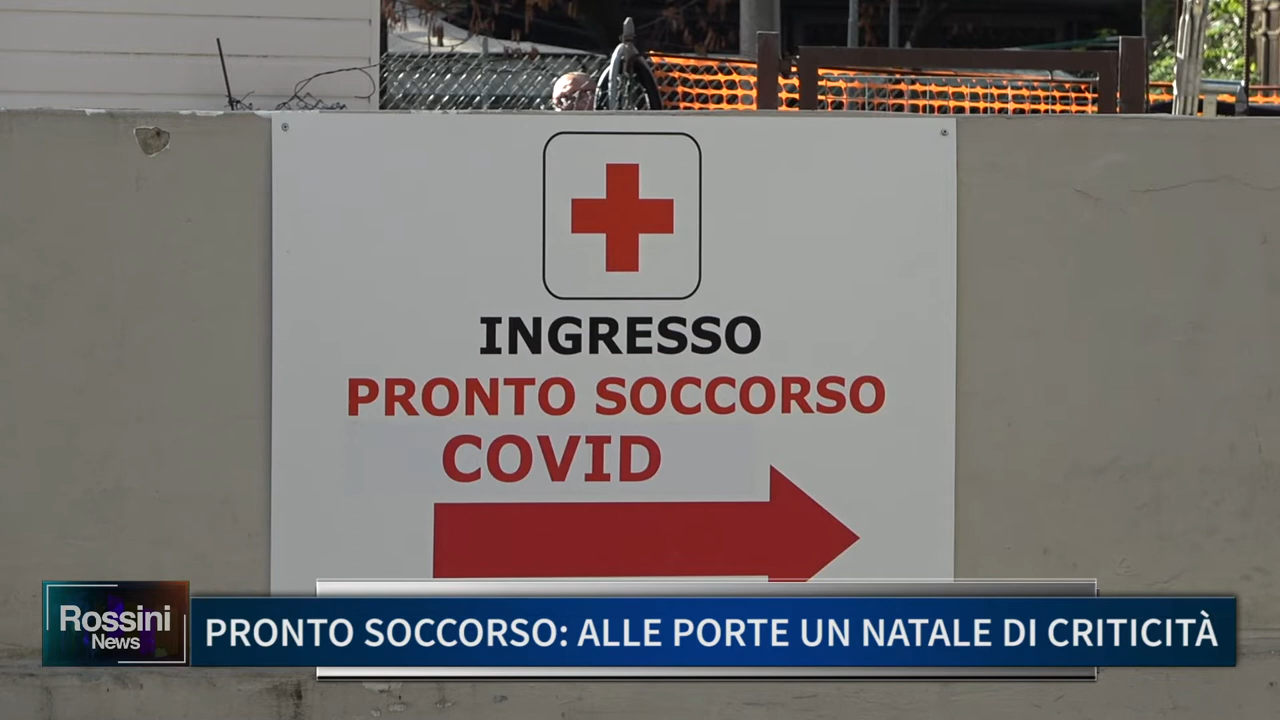 INGRESSO
PRONTO SOCCORSO
COVID
Rossini
News
PRONTO SOCCORSO: ALLE PORTE UN NATALE DI CRITICITÀ